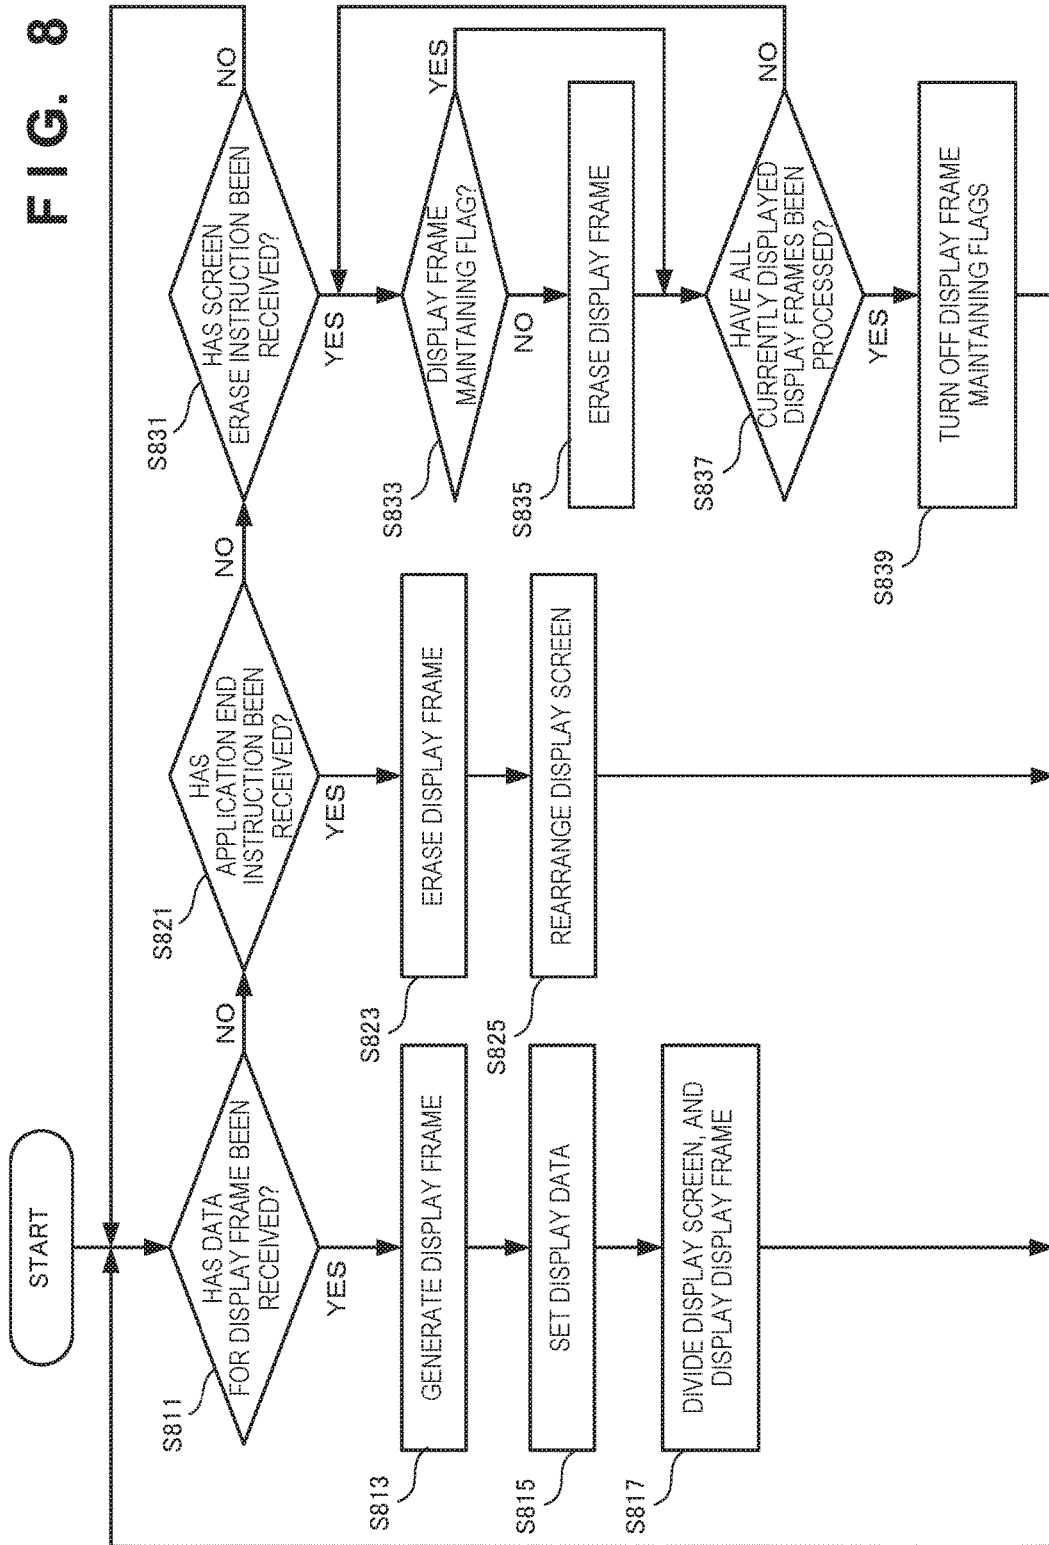 FIG. 8
START
S811
HAS DATA
FOR DISPLAY FRAME BEEN
RECEIVED?
NO
YES
S813
GENERATE DISPLAY FRAME
S815
SET DISPLAY DATA
S817
DIVIDE DISPLAY SCREEN, AND
DISPLAY DISPLAY FRAME
S821
HAS
APPLICATION END
INSTRUCTION BEEN
RECEIVED?
NO
YES
S823
ERASE DISPLAY FRAME
S825
REARRANGE DISPLAY SCREEN
S831
HAS SCREEN
ERASE INSTRUCTION BEEN
RECEIVED?
NO
YES
S833
DISPLAY FRAME
MAINTAINING FLAG?
YES
NO
S835
ERASE DISPLAY FRAME
S837
HAVE ALL
CURRENTLY DISPLAYED
DISPLAY FRAMES BEEN
PROCESSED?
NO
YES
S839
TURN OFF DISPLAY FRAME
MAINTAINING FLAGS